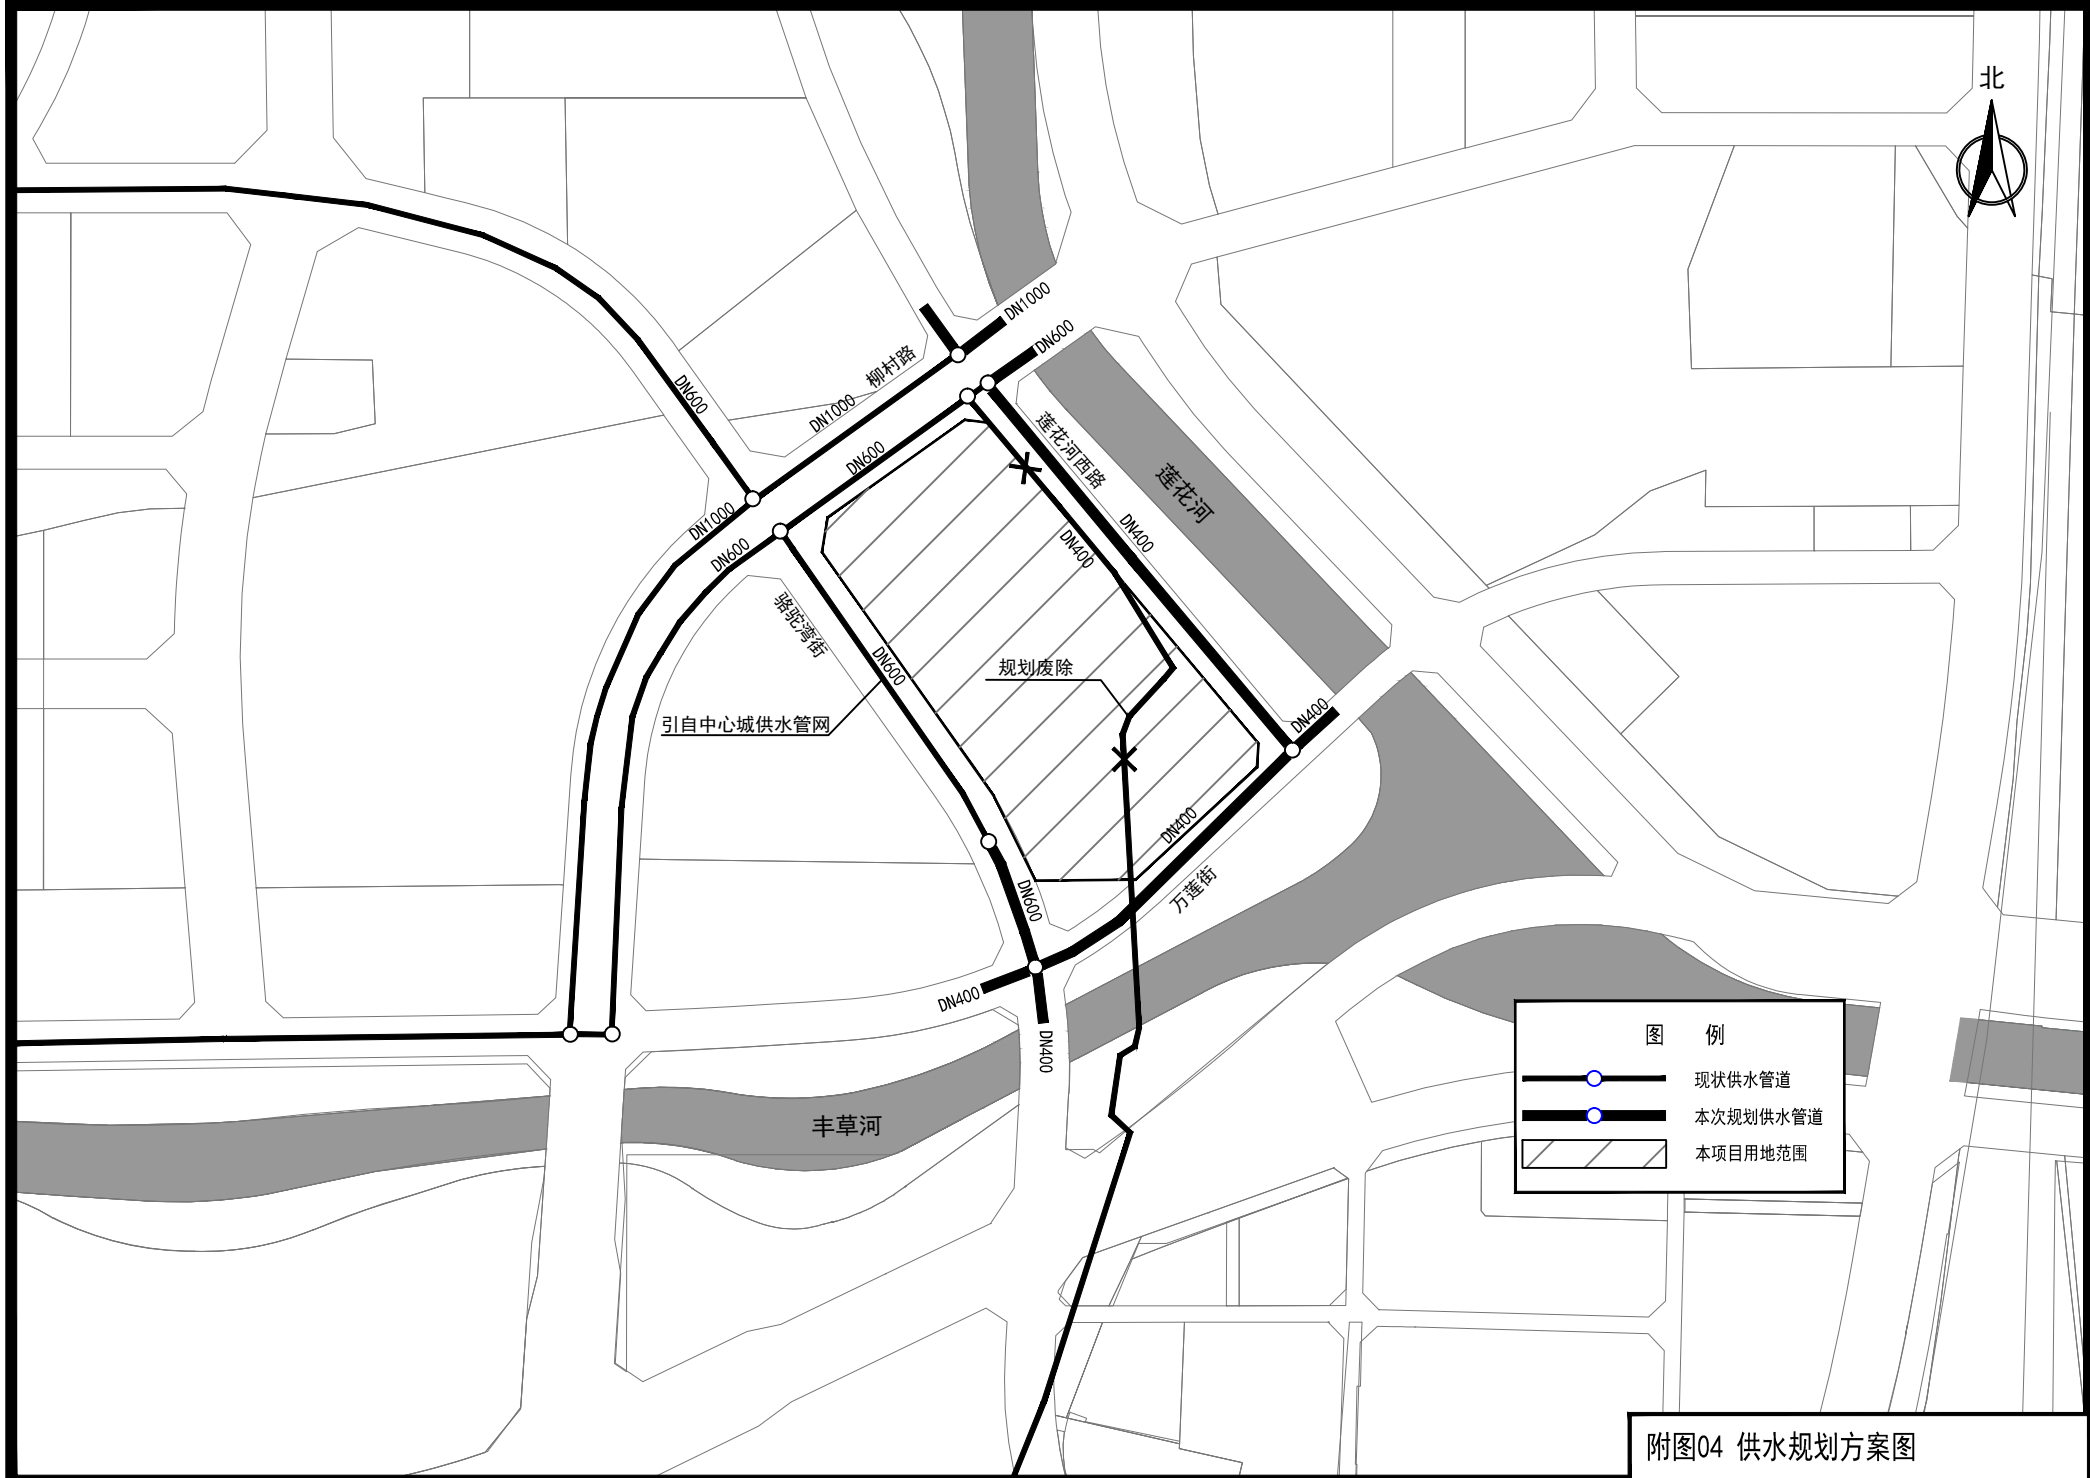 北
DN1000
DN600
柳村路
DN600
DN1000
莲花河西路
DN600
莲花河
DN1000
DN400
DN400
DN600
骆驼湾街
DN600
规划废除
引自中心城供水管网
DN400
DN400
万莲街
DN600
DN400
DN400
丰草河
图 例
现状供水管道
本次规划供水管道
本项目用地范围
附图04 供水规划方案图